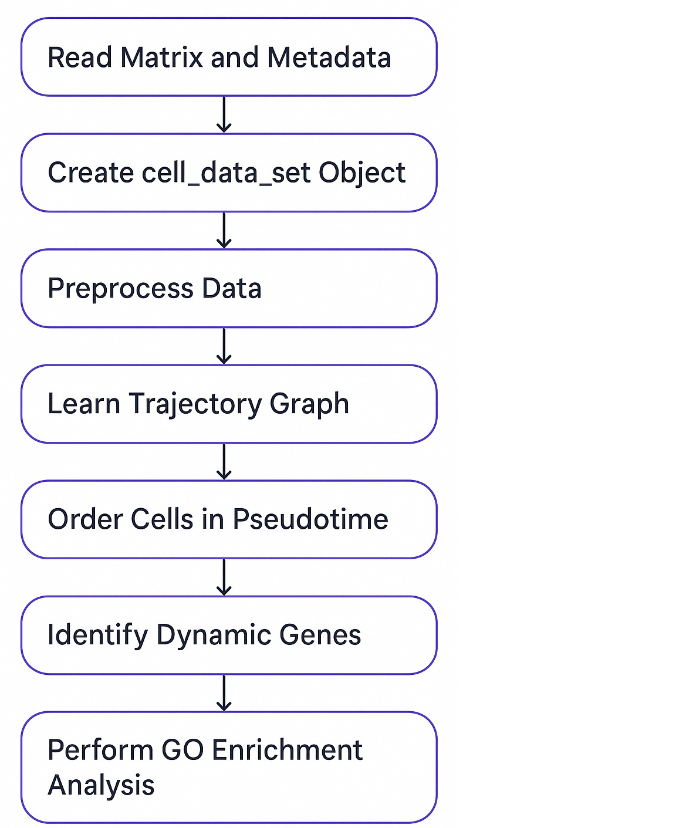 Read Matrix and Metadata
Create cell_data_set Object
Preprocess Data
Learn Trajectory Graph
Order Cells in Pseudotime
Identify Dynamic Genes
Perform GO Enrichment
Analysis